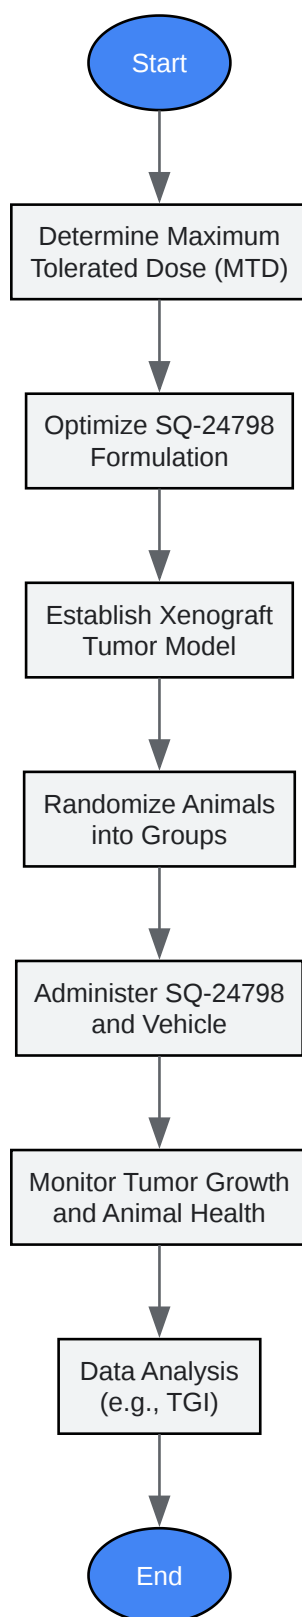 Start
Determine Maximum
Tolerated Dose (MTD)
Optimize SQ-24798
Formulation
Establish Xenograft
Tumor Model
Randomize Animals
into Groups
Administer SQ-24798
and Vehicle
Monitor Tumor Growth
and Animal Health
Data Analysis
(e.g., TGI)
End